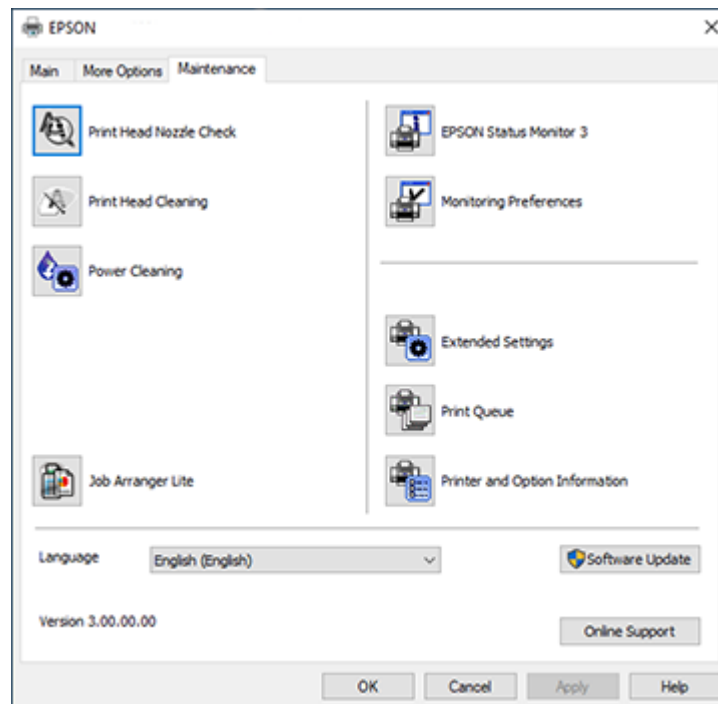 EPSON
Main
More Options
Maintenance
Print Head Nozzle Check
Print Head Cleaning
Power Cleaning
Job Arranger Lite
EPSON Status Monitor 3
Monitoring Preferences
Extended Settings
Print Queue
Printer and Option Information
Language
English (English)
Software Update
Version 3.00.00.00
Online Support
OK
Cancel
Apply
Help